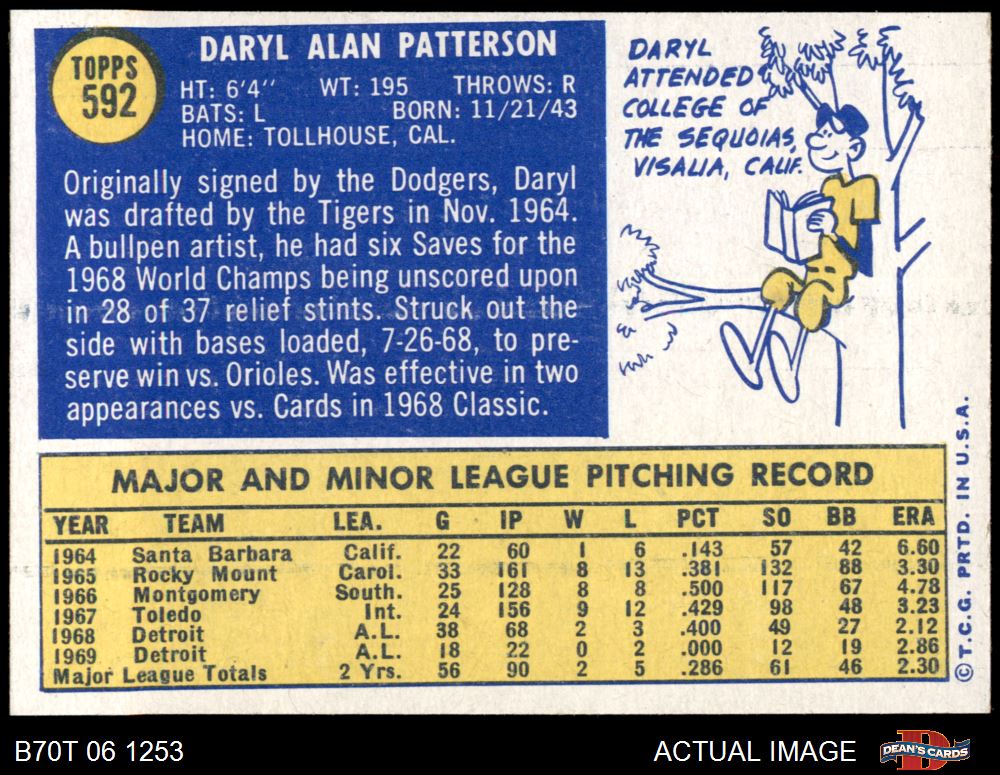 TOPPS
592
DARYL ALAN PATTERSON
HT: 6'4" WT: 195 THROWS: R
BATS: L BORN: 11/21/43
HOME: TOLLHOUSE, CAL.
Originally signed by the Dodgers, Daryl
was drafted by the Tigers in Nov. 1964.
A bullpen artist, he had six Saves for the
1968 World Champs being unscored upon
in 28 of 37 relief stints. Struck out the
side with bases loaded, 7-26-68, to pre-
serve win vs. Orioles. Was effective in two
appearances vs. Cards in 1968 Classic.
DARYL
ATTENDED
COLLEGE OF
THE SEQUOIAS,
VISALIA, CALIF.
MAJOR AND MINOR LEAGUE PITCHING RECORD
YEAR TEAM LEA. G IP W L PCT SO BB ERA
1964 Santa Barbara Calif. 22 60 1 6 .143 57 42 6.60
1965 Rocky Mount Carol. 33 161 8 13 .381 132 88 3.30
1966 Montgomery South. 25 128 8 8 .500 117 67 4.78
1967 Toledo Int. 24 156 9 12 .429 98 48 3.23
1968 Detroit A.L. 38 68 2 3 .400 49 27 2.12
1969 Detroit A.L. 18 22 0 2 .000 12 19 2.86
Major League Totals 2 Yrs. 56 90 2 5 .286 61 46 2.30
© T.C.G. PRTD. IN U.S.A.
B70T 06 1253 ACTUAL IMAGE
DEAN'S CARDS